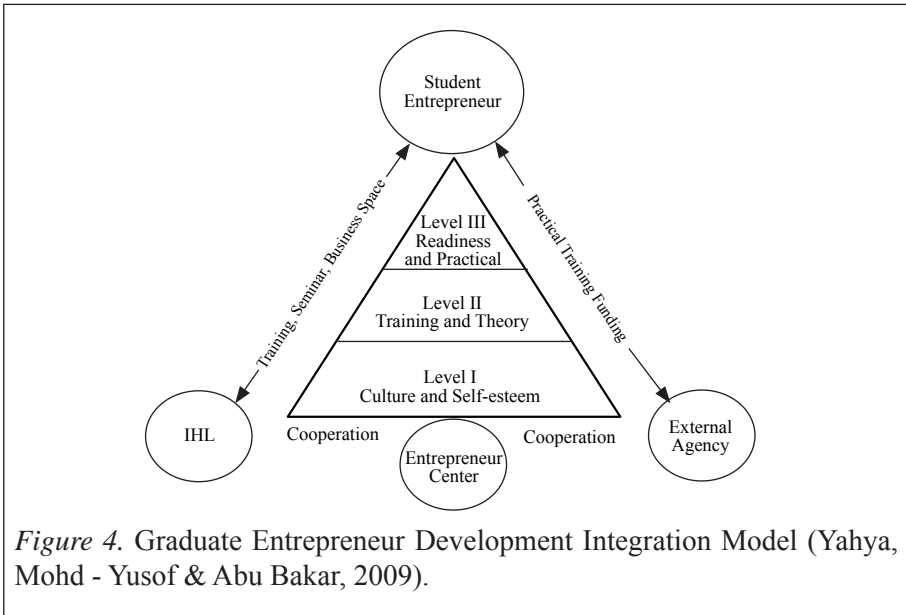 Student
Entrepreneur
Training, Seminar, Business Space
Practical Training Funding
Level III
Readiness
and Practical
Level II
Training and Theory
Level I
Culture and Self-esteem
IHL
Cooperation
Entrepreneur
Center
Cooperation
External
Agency
Figure 4. Graduate Entrepreneur Development Integration Model (Yahya,
Mohd - Yusof & Abu Bakar, 2009).